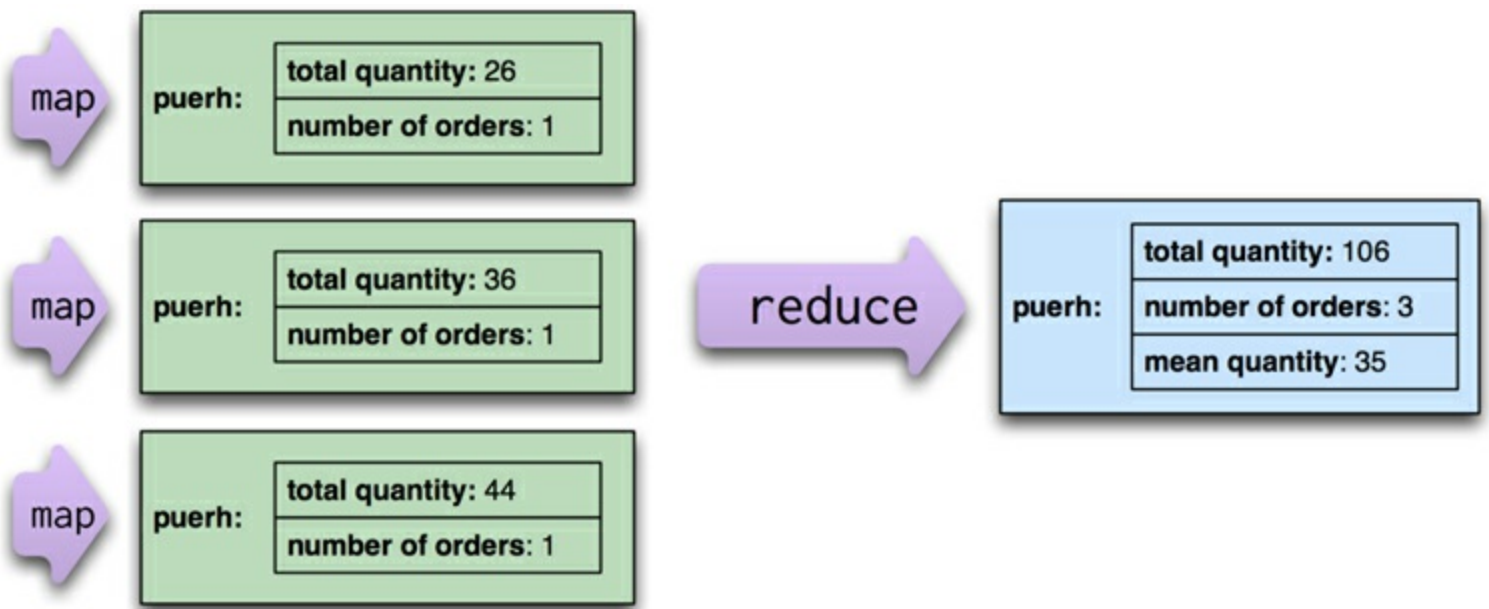 map
puerh:
total quantity: 26
number of orders: 1
map
puerh:
total quantity: 36
number of orders: 1
map
puerh:
total quantity: 44
number of orders: 1
reduce
puerh:
total quantity: 106
number of orders: 3
mean quantity: 35